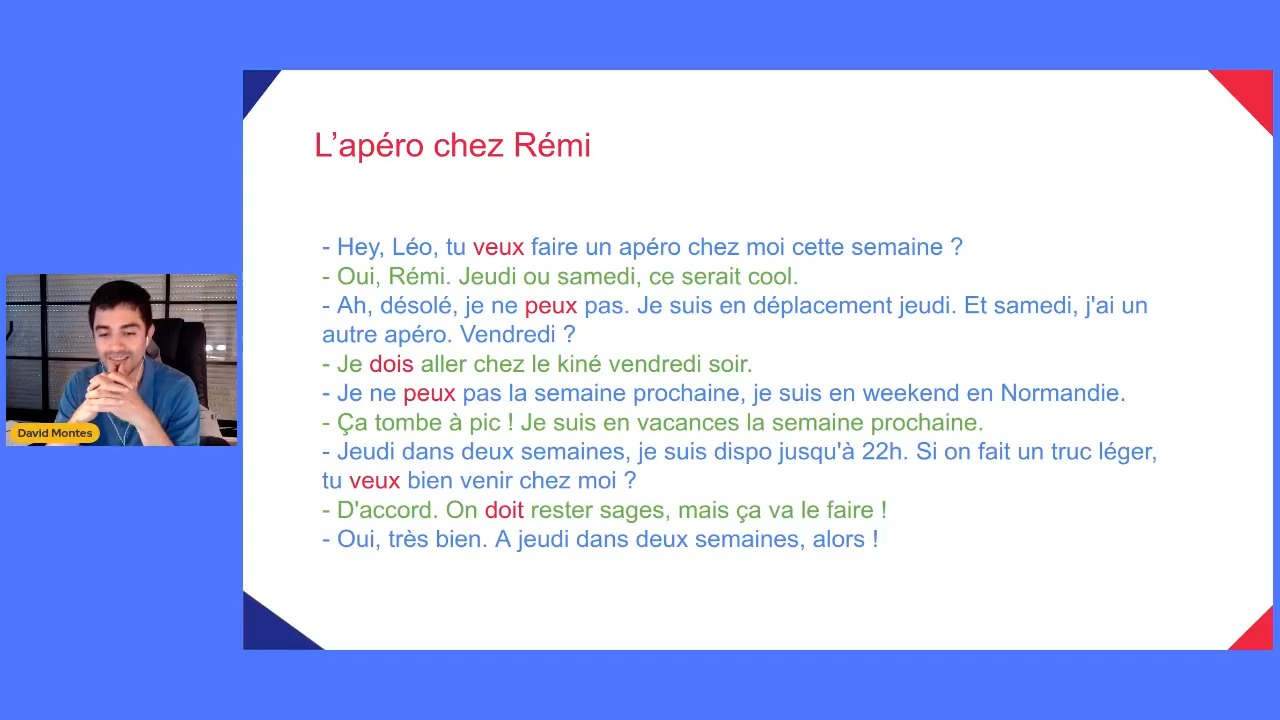 L'apéro chez Rémi
- Hey, Léo, tu veux faire un apéro chez moi cette semaine ?
- Oui, Rémi. Jeudi ou samedi, ce serait cool.
- Ah, désolé, je ne peux pas. Je suis en déplacement jeudi. Et samedi, j'ai un
autre apéro. Vendredi ?
- Je dois aller chez le kiné vendredi soir.
- Je ne peux pas la semaine prochaine, je suis en weekend en Normandie.
- Ça tombe à pic ! Je suis en vacances la semaine prochaine.
- Jeudi dans deux semaines, je suis dispo jusqu'à 22h. Si on fait un truc léger,
tu veux bien venir chez moi ?
- D'accord. On doit rester sages, mais ça va le faire !
- Oui, très bien. A jeudi dans deux semaines, alors !
David Montes